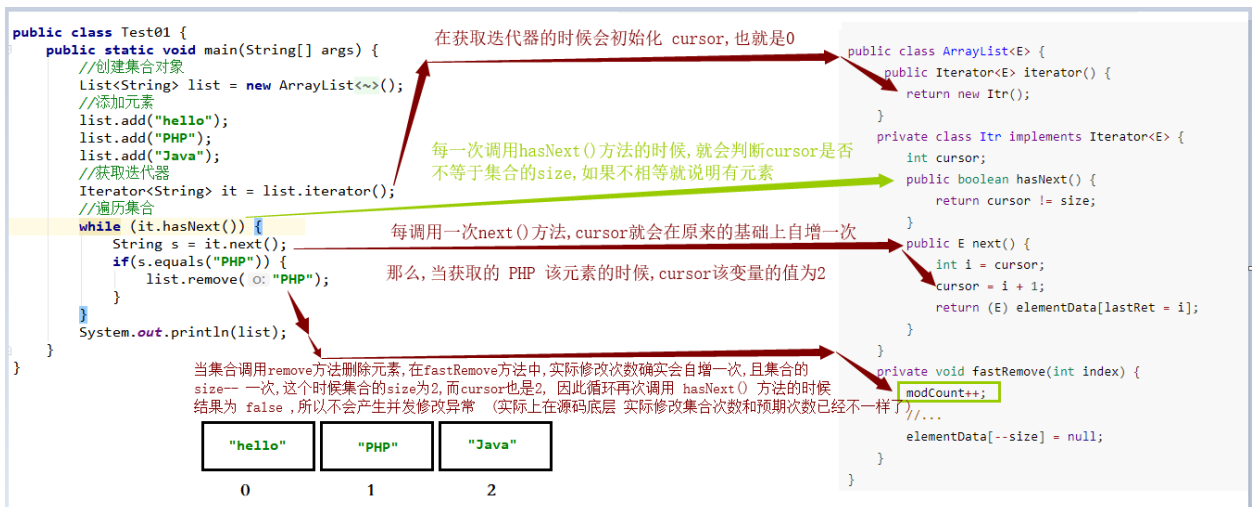 public class Test01 {
public static void main(String[] args) {
//创建集合对象
List<String> list = new ArrayList<~>();
//添加元素
list.add("hello");
list.add("PHP");
list.add("Java");
//获取迭代器
Iterator<String> it = list.iterator();
//遍历集合
while (it.hasNext()) {
String s = it.next();
if(s.equals("PHP")) {
list.remove( o: "PHP");
}
}
System.out.println(list);
}
}
在获取迭代器的时候会初始化 cursor,也就是0
每一次调用hasNext()方法的时候,就会判断cursor是否
不等于集合的size,如果不相等就说明有元素
每调用一次next()方法,cursor就会在原来的基础上自增一次
那么,当获取的 PHP 该元素的时候,cursor该变量的值为2
当集合调用remove方法删除元素,在fastRemove方法中,实际修改次数确实会自增一次,且集合的
size-- 一次,这个时候集合的size为2,而cursor也是2, 因此循环再次调用 hasNext() 方法的时候
结果为 false ,所以不会产生并发修改异常 (实际上在源码底层 实际修改集合次数和预期次数已经不一样了)
"hello"
"PHP"
"Java"
0
1
2
public class ArrayList<E> {
public Iterator<E> iterator() {
return new Itr();
}
private class Itr implements Iterator<E> {
int cursor;
public boolean hasNext() {
return cursor != size;
}
public E next() {
int i = cursor;
cursor = i + 1;
return (E) elementData[lastRet = i];
}
}
private void fastRemove(int index) {
modCount++;
//...
elementData[--size] = null;
}
}